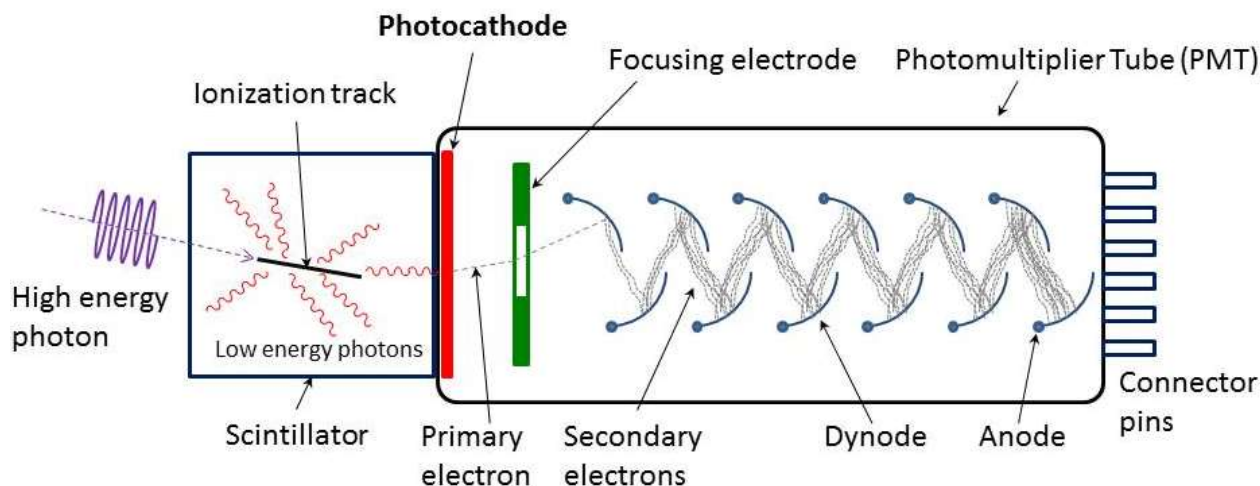 Photocathode
Focusing electrode
Photomultiplier Tube (PMT)
Ionization track
High energy
photon
Low energy photons
Scintillator
Primary
electron
Secondary
electrons
Dynode
Anode
Connector
pins